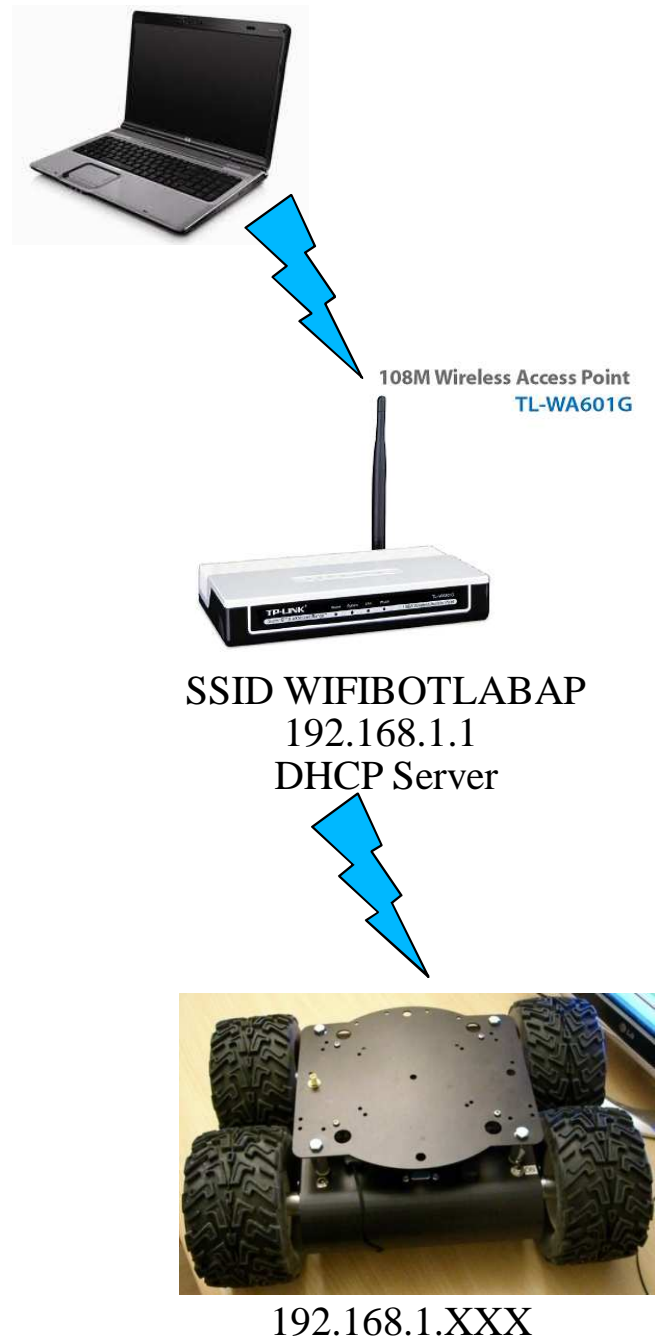 108M Wireless Access Point
TL-WA601G
TP-LINK
SSID WIFIBOTLABAP
192.168.1.1
DHCP Server
192.168.1.XXX